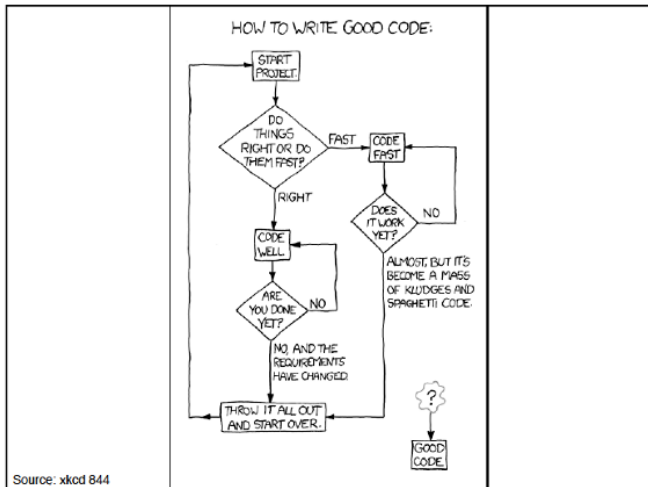 HOW TO WRITE GOOD CODE:
START
PROJECT.
DO
THINGS
RIGHT OR DO
THEM FAST?
FAST
CODE
FAST
RIGHT
DOES
IT WORK
YET?
NO
CODE
WELL
ALMOST, BUT IT'S
BECOME A MASS
OF KLUDGES AND
SPAGHETTI CODE.
ARE
YOU DONE
YET?
NO
NO, AND THE
REQUIREMENTS
HAVE CHANGED.
THROW IT ALL OUT
AND START OVER.
?
GOOD
CODE
Source: xkcd 844